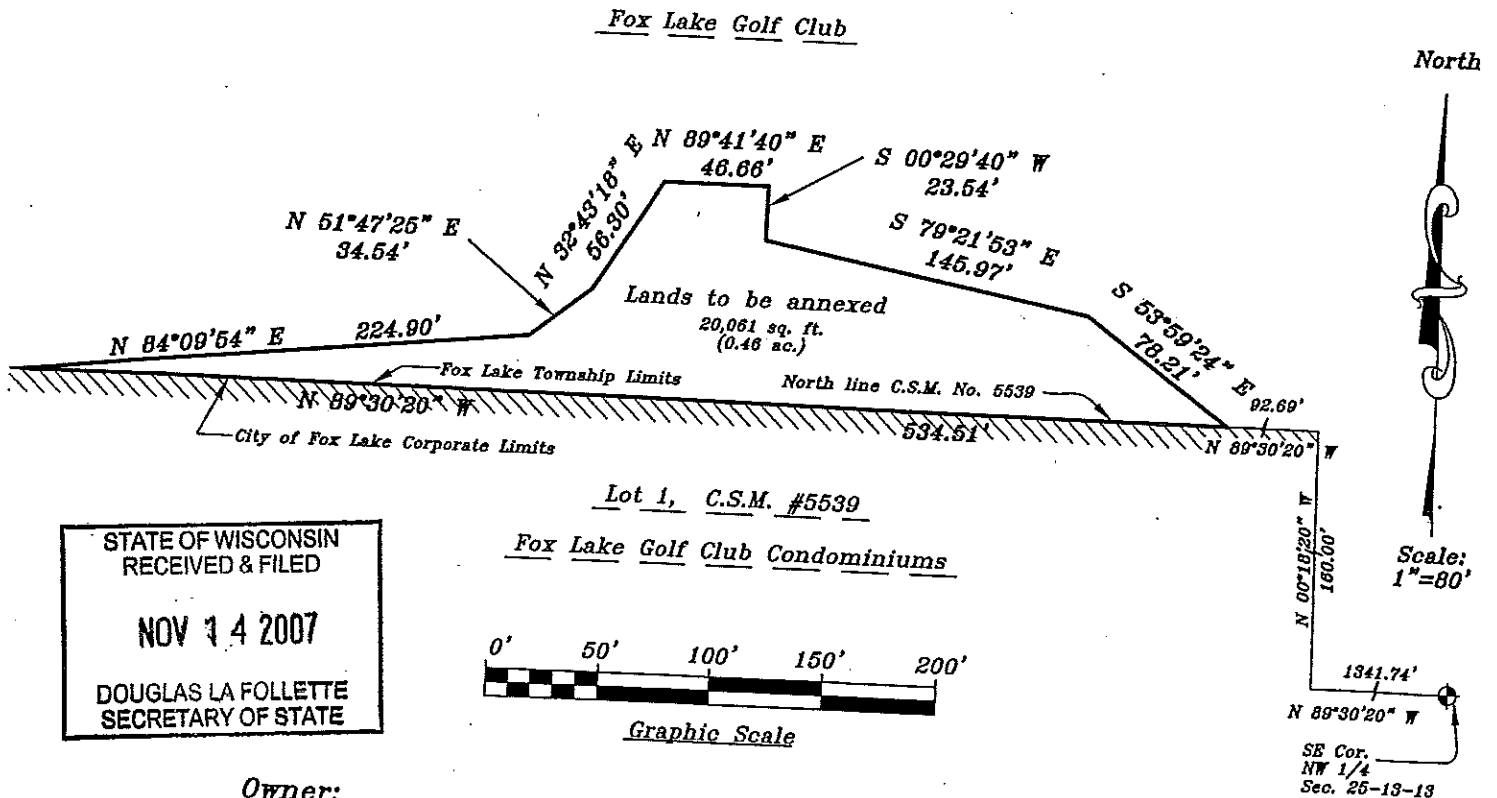 Fox Lake Golf Club
North
N 89°41'40" E
46.66'
S 00°29'40" W
23.54'
N 51°47'25" E
34.54'
N 32°43'18" E
56.30'
S 79°21'53" E
145.97'
Lands to be annexed
20,061 sq. ft.
(0.46 ac.)
S 53°59'24" E
78.21'
N 84°09'54" E 224.90'
Fox Lake Township Limits
North line C.S.M. No. 5539
92.69'
N 89°30'20" W
534.51'
N 89°30'20" W
City of Fox Lake Corporate Limits
Lot 1, C.S.M. #5539
Fox Lake Golf Club Condominiums
N 00°18'20" W
160.00'
Scale:
1"=80'
STATE OF WISCONSIN
RECEIVED & FILED
NOV 14 2007
DOUGLAS LA FOLLETTE
SECRETARY OF STATE
0' 50' 100' 150' 200'
Graphic Scale
1341.74'
N 89°30'20" W
SE Cor.
NW 1/4
Sec. 25-13-13
Owner: